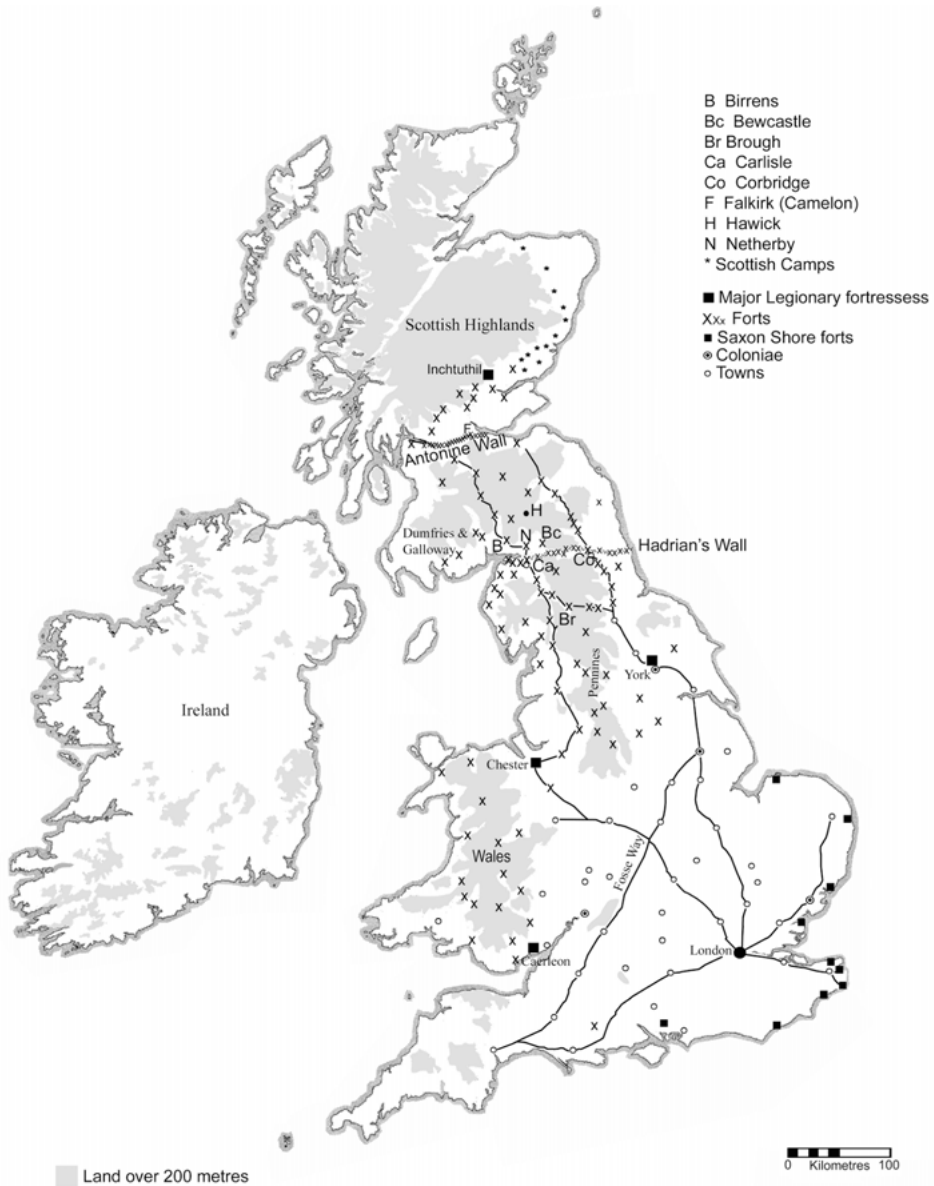 B Birrens
Bc Bewcastle
Br Brough
Ca Carlisle
Co Corbridge
F Falkirk (Camelon)
H Hawick
N Netherby
* Scottish Camps
Major Legionary fortressess
XXX Forts
Saxon Shore forts
Coloniae
Towns
Scottish Highlands
Inchtuthil
F
Antonine Wall
H
Dumfries &
Galloway
N
Bc
B
Hadrian's Wall
Ca
Co
Br
York
Pennines
Ireland
Chester
Wales
Fosse Way
London
Caerleon
0 Kilometres 100
Land over 200 metres